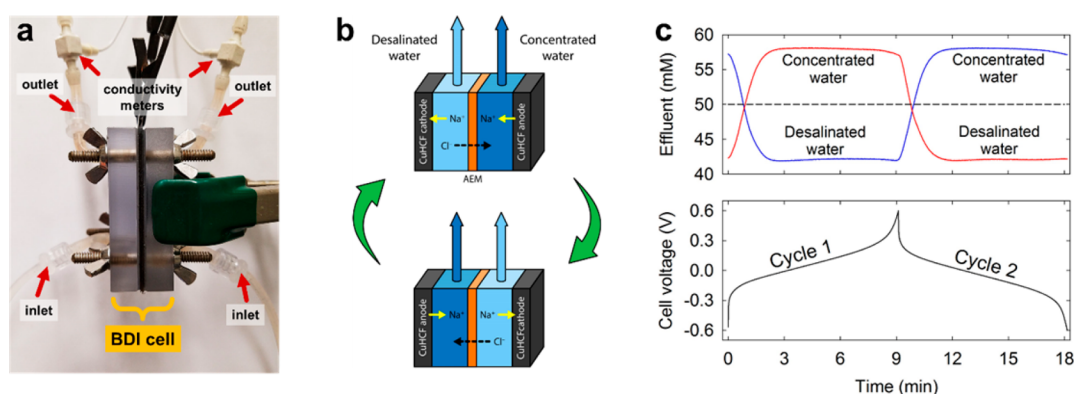 a
outlet
conductivity
meters
outlet
inlet
inlet
BDI cell
b
Desalinated
water
Concentrated
water
CuHCF cathode
Na⁺
Na⁺
CuHCF anode
Cl⁻
AEM
CuHCF anode
Na⁺
Na⁺
CuHCFcathode
Cl⁻
c
Effluent (mM)
60
55
50
45
40
Concentrated
water
Concentrated
water
Desalinated
water
Desalinated
water
Cell voltage (V)
0.6
0.3
0.0
-0.3
-0.6
Cycle 1
Cycle 2
0
3
6
9
12
15
18
Time (min)